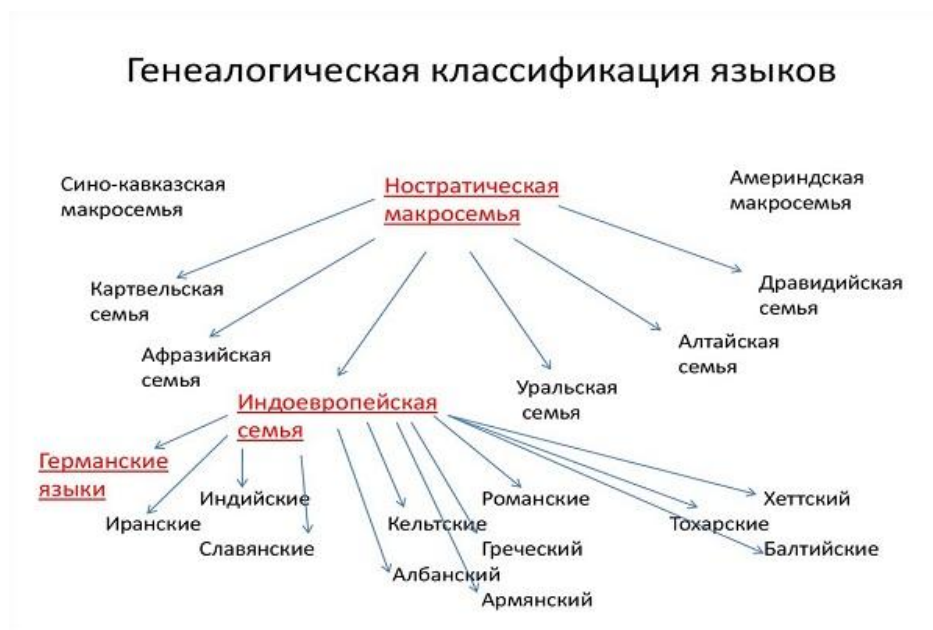 Генеалогическая классификация языков
Сино-кавказская
макросемья
Ностратическая
макросемья
Америндская
макросемья
Картвельская
семья
Дравидийская
семья
Афразийская
семья
Алтайская
семья
Индоевропейская
семья
Уральская
семья
Германские
языки
Индийские
Романские
Хеттский
Иранские
Кельтские
Тохарские
Славянские
Греческий
Балтийские
Албанский
Армянский